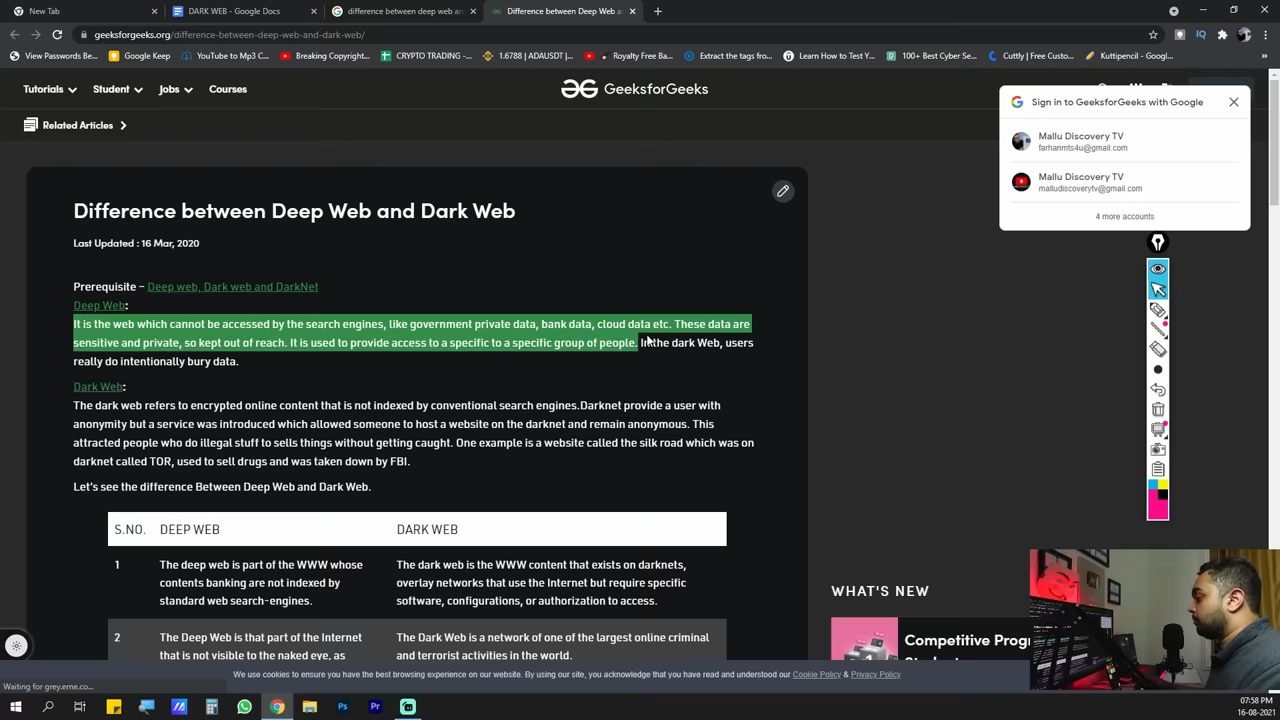 New Tab
DARK WEB - Google Docs
difference between deep web an
Difference between Deep Web an
geeksforgeeks.org/difference-between-deep-web-and-dark-web/
View Passwords Be...
Google Keep
YouTube to Mp3 Co...
Breaking Copyright...
CRYPTO TRADING -...
1.6788 | ADAUSDT |...
Royalty Free Ba...
Extract the tags fro...
Learn How to Test Y...
100+ Best Cyber Se...
Cuttly | Free Custo...
Kuttipencil - Googl...
Tutorials
Student
Jobs
Courses
GeeksforGeeks
Related Articles
Sign in to GeeksforGeeks with Google
Mallu Discovery TV
farhanmts4u@gmail.com
Mallu Discovery TV
malludiscoverytv@gmail.com
4 more accounts
Difference between Deep Web and Dark Web
Last Updated : 16 Mar, 2020
Prerequisite – Deep web, Dark web and DarkNet
Deep Web:
It is the web which cannot be accessed by the search engines, like government private data, bank data, cloud data etc. These data are
sensitive and private, so kept out of reach. It is used to provide access to a specific to a specific group of people. In the dark Web, users
really do intentionally bury data.
Dark Web:
The dark web refers to encrypted online content that is not indexed by conventional search engines.Darknet provide a user with
anonymity but a service was introduced which allowed someone to host a website on the darknet and remain anonymous. This
attracted people who do illegal stuff to sells things without getting caught. One example is a website called the silk road which was on
darknet called TOR, used to sell drugs and was taken down by FBI.
Let's see the difference Between Deep Web and Dark Web.
S.NO. DEEP WEB DARK WEB
1 The deep web is part of the WWW whose The dark web is the WWW content that exists on darknets,
contents banking are not indexed by overlay networks that use the Internet but require specific
standard web search-engines. software, configurations, or authorization to access.
2 The Deep Web is that part of the Internet The Dark Web is a network of one of the largest online criminal
that is not visible to the naked eye, as and terrorist activities in the world.
WHAT'S NEW
Competitive Prog
We use cookies to ensure you have the best browsing experience on our website. By using our site, you acknowledge that you have read and understood our Cookie Policy & Privacy Policy
Waiting for grey.erne.co...
07:58 PM
16-08-2021